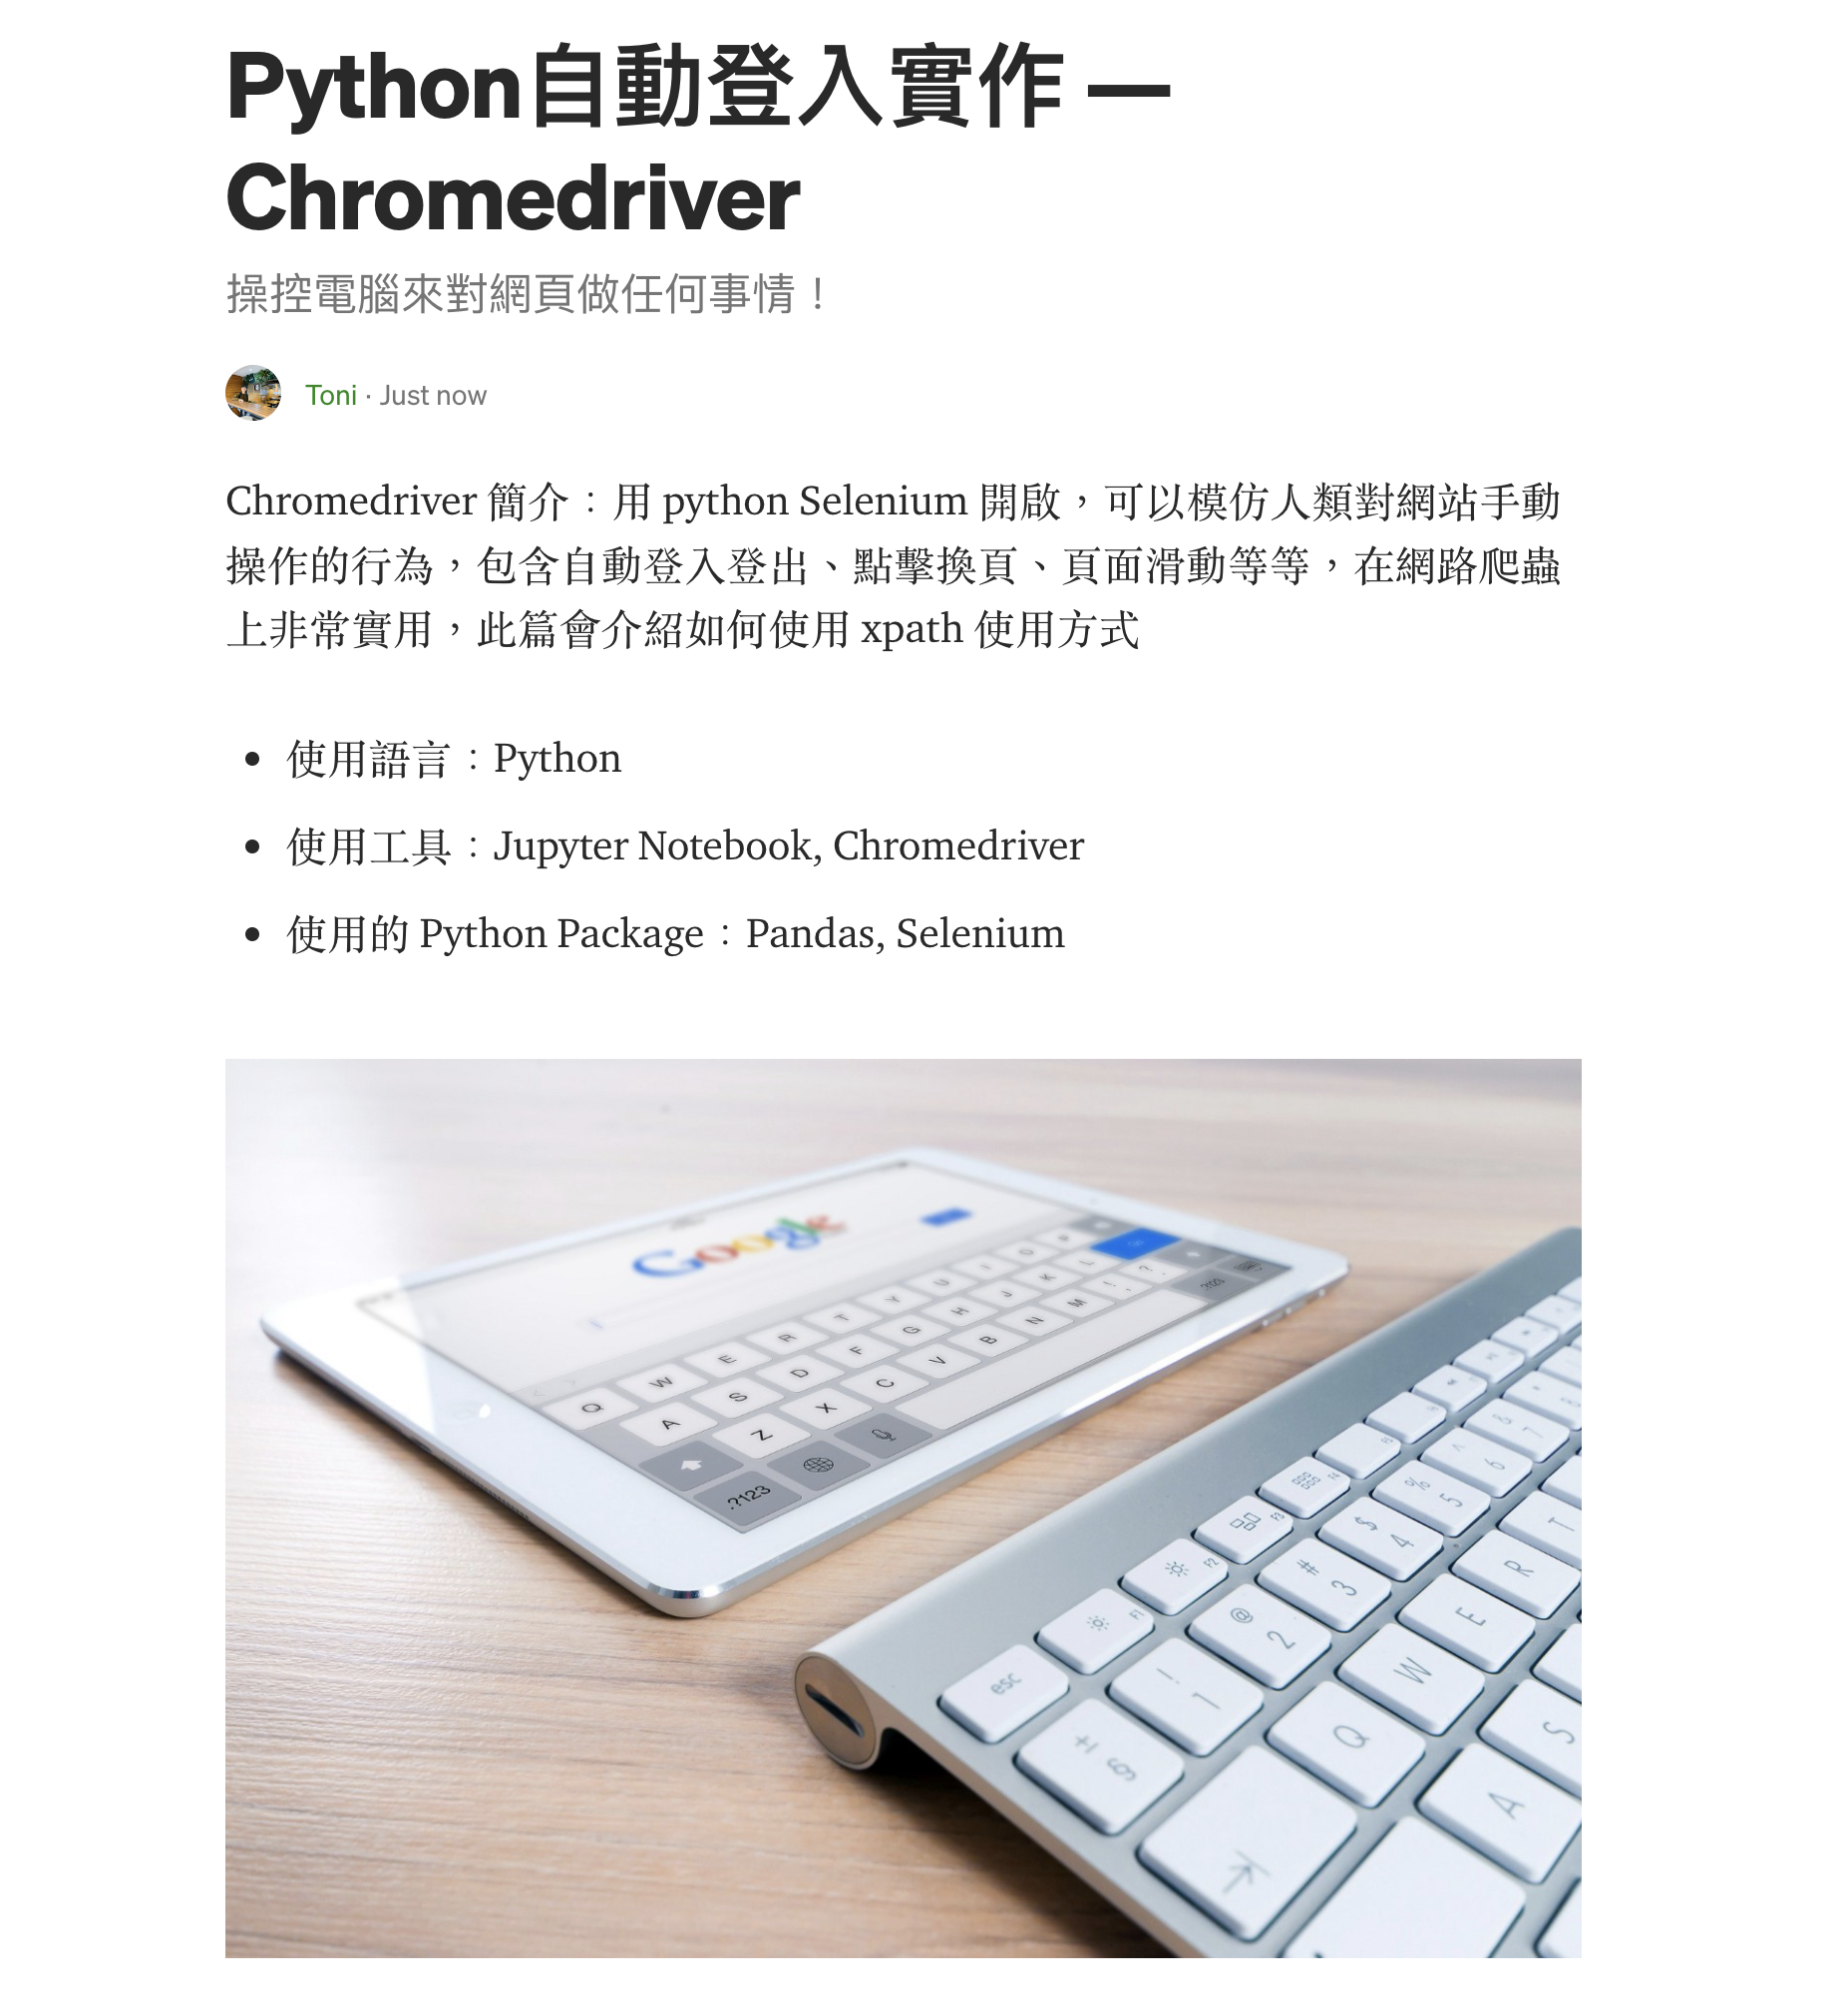 Python自動登入實作 —
Chromedriver
操控電腦來對網頁做任何事情！
Toni · Just now
Chromedriver 簡介：用 python Selenium 開啟，可以模仿人類對網站手動
操作的行為，包含自動登入登出、點擊換頁、頁面滑動等等，在網路爬蟲
上非常實用，此篇會介紹如何使用 xpath 使用方式
使用語言：Python
使用工具：Jupyter Notebook, Chromedriver
使用的 Python Package：Pandas, Selenium
Google
Q W E R T Y U I O P
A S D F G H J K L
Z X C V B N M ! ? 
.?123
.?123
esc F1 F2 F3 F4
± § ! 1 @ 2 # 3 $ 4 % 5 ^ 6
Q W E R T
A S